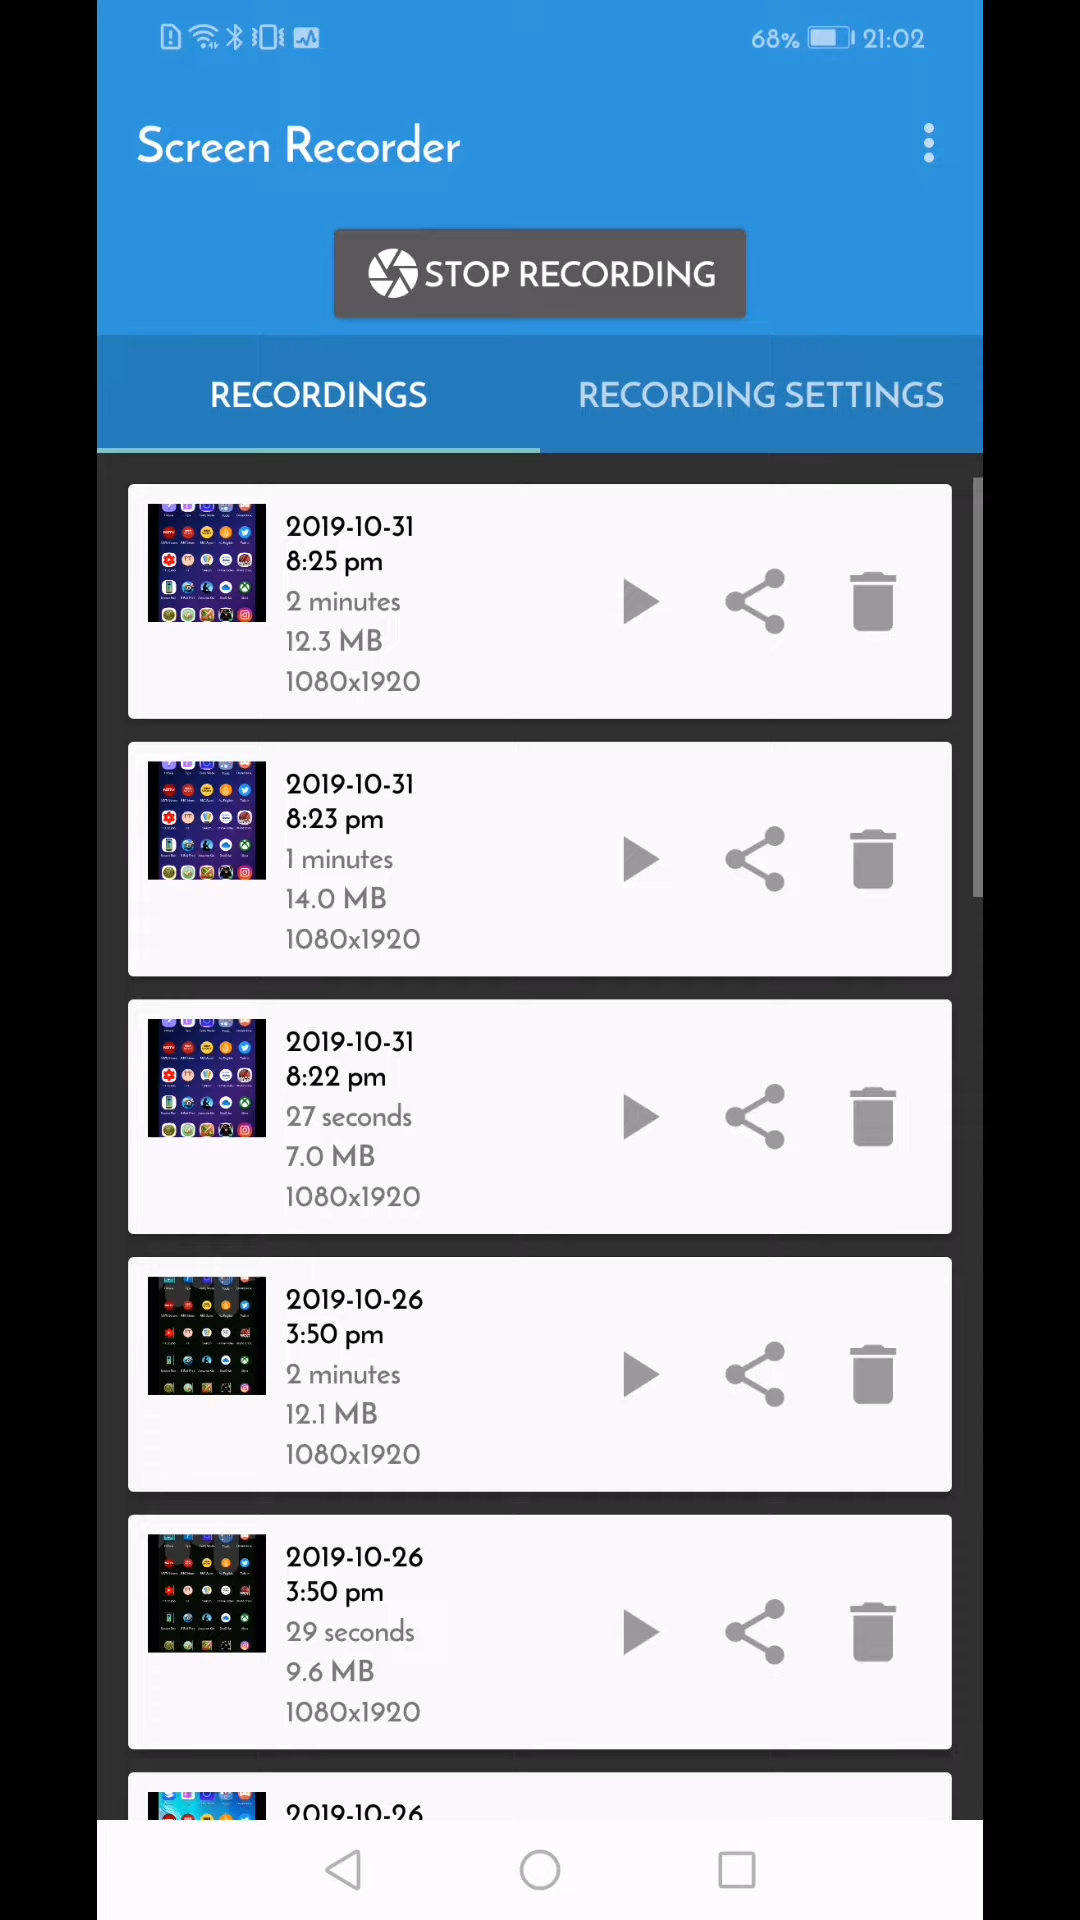 68% 21:02
Screen Recorder
STOP RECORDING
RECORDINGS RECORDING SETTINGS
2019-10-31
8:25 pm
2 minutes
12.3 MB
1080x1920
2019-10-31
8:23 pm
1 minutes
14.0 MB
1080x1920
2019-10-31
8:22 pm
27 seconds
7.0 MB
1080x1920
2019-10-26
3:50 pm
2 minutes
12.1 MB
1080x1920
2019-10-26
3:50 pm
29 seconds
9.6 MB
1080x1920
2019-10-26